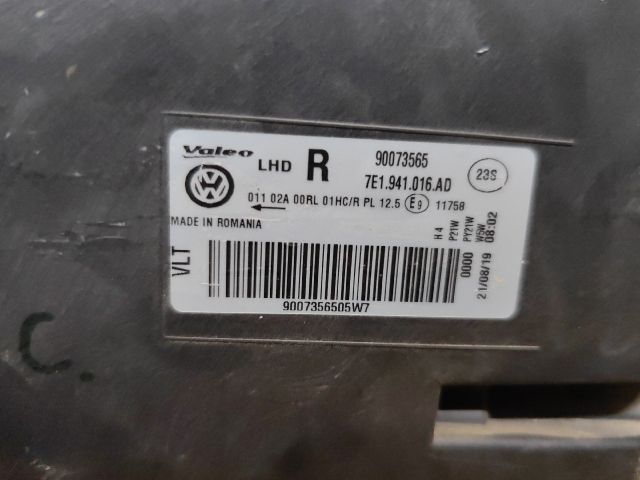 Valeo LHD R 90073565
7E1.941.016.AD 23S
011 02A 00RL 01HC/R PL 12.5 E9 11758
MADE IN ROMANIA
VLT
9007356505W7
H4
P21W PY21W
W5W
0000
21/08/19 08:02
C.